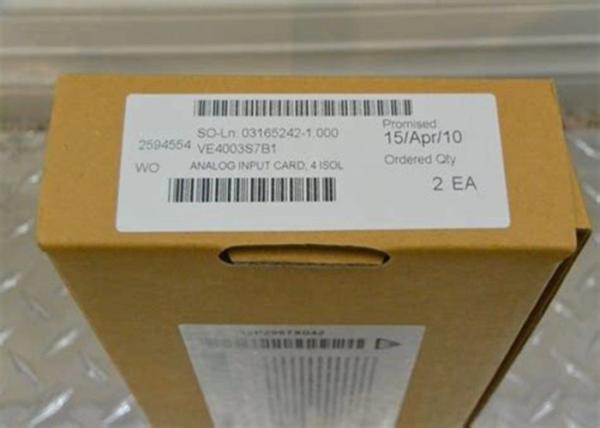 SO-Ln: 03165242-1.000
Promised
15/Apr/10
2594554 VE4003S7B1
Ordered Qty
WO ANALOG INPUT CARD, 4 ISOL
2 EA